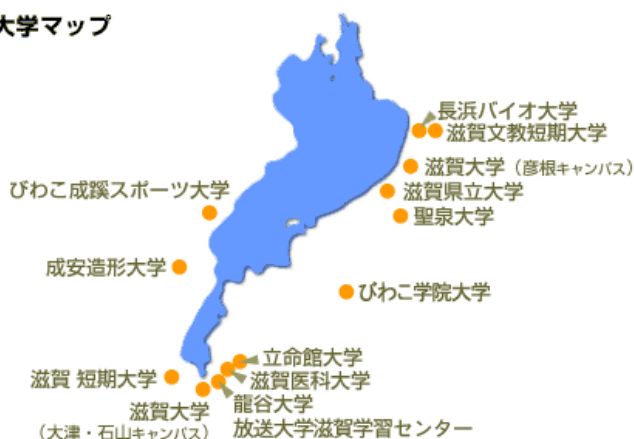 大学マップ
長浜バイオ大学
滋賀文教短期大学
滋賀大学（彦根キャンパス）
滋賀県立大学
びわこ成蹊スポーツ大学
聖泉大学
成安造形大学
びわこ学院大学
立命館大学
滋賀 短期大学
滋賀医科大学
滋賀大学
（大津・石山キャンパス）
龍谷大学
放送大学滋賀学習センター